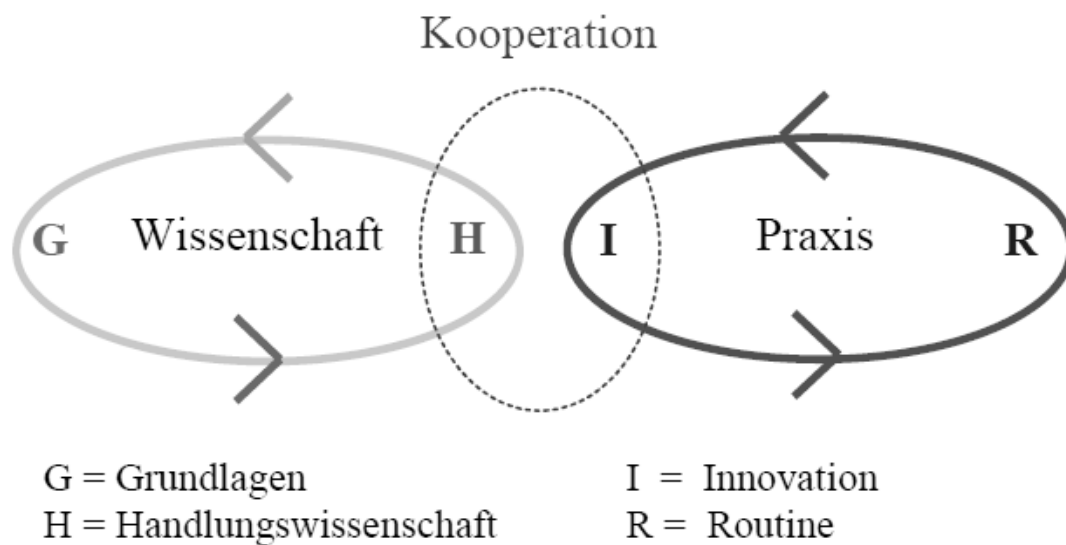 Kooperation
G Wissenschaft H I Praxis R
G = Grundlagen
H = Handlungswissenschaft
I = Innovation
R = Routine